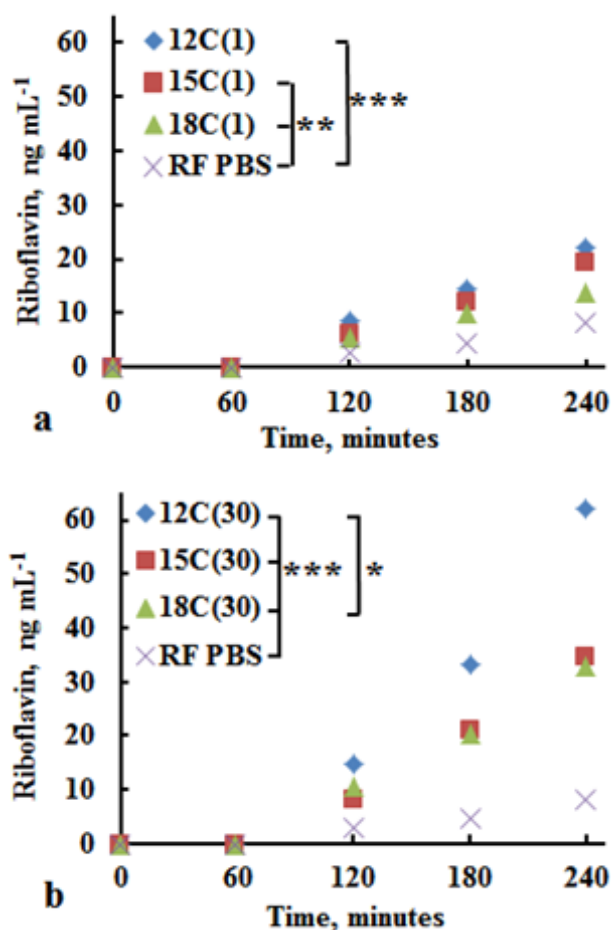 60
50
40
30
20
10
0
Riboflavin, ng mL⁻¹
12C(1)
15C(1)
18C(1)
RF PBS
**
***
0 60 120 180 240
Time, minutes
a
60
50
40
30
20
10
0
Riboflavin, ng mL⁻¹
12C(30)
15C(30)
18C(30)
RF PBS
***
*
0 60 120 180 240
Time, minutes
b